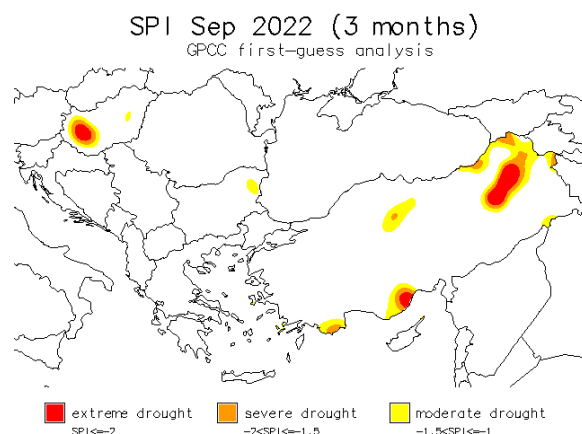 SPI Sep 2022 (3 months)
GPCC first-guess analysis
extreme drought severe drought moderate drought
SPI<=-2 -2<SPI<=-1.5 -1.5<SPI<=-1